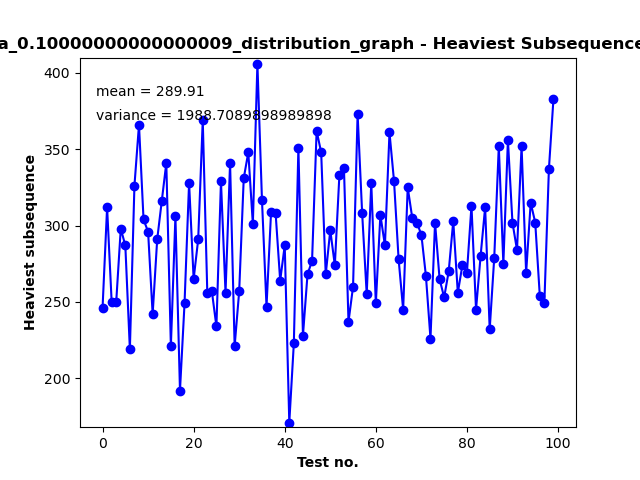 a_0.10000000000000009_distribution_graph - Heaviest Subsequence
mean = 289.91
variance = 1988.7089898989898
400
350
300
250
200
Heaviest subsequence
0 20 40 60 80 100
Test no.